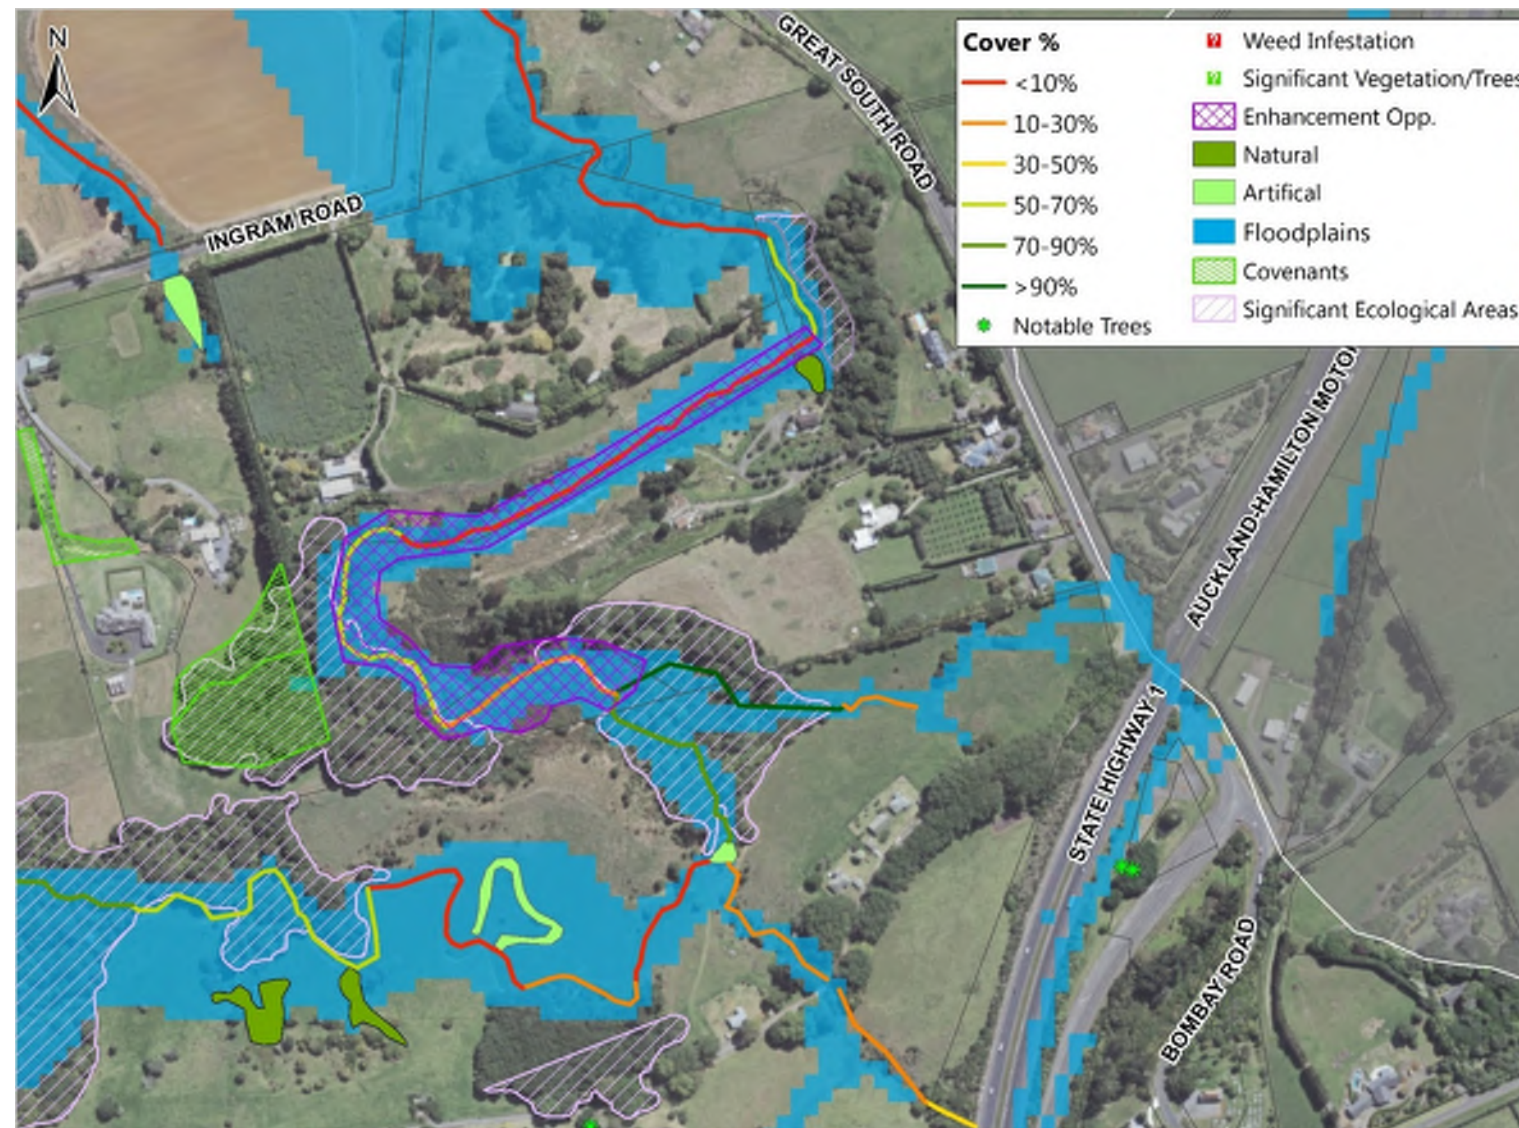 N
GREAT SOUTH ROAD
INGRAM ROAD
AUCKLAND-HAMILTON MOTO
STATE HIGHWAY 1
BOMBAY ROAD
Cover %
<10%
10-30%
30-50%
50-70%
70-90%
>90%
Notable Trees
? Weed Infestation
? Significant Vegetation/Trees
Enhancement Opp.
Natural
Artifical
Floodplains
Covenants
Significant Ecological Areas